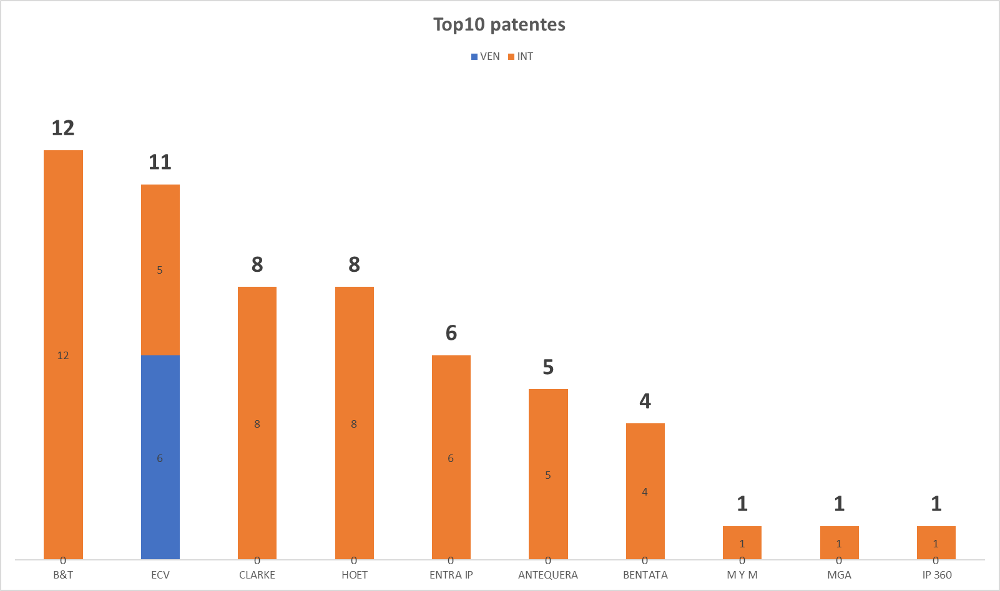 Top10 patentes
VEN INT
12
11
8 8
6
5
4
1 1 1
12 5 8 8 6 5 4 1 1 1
6
0 0 0 0 0 0 0 0 0
B&T ECV CLARKE HOET ENTRA IP ANTEQUERA BENTATA M Y M MGA IP 360